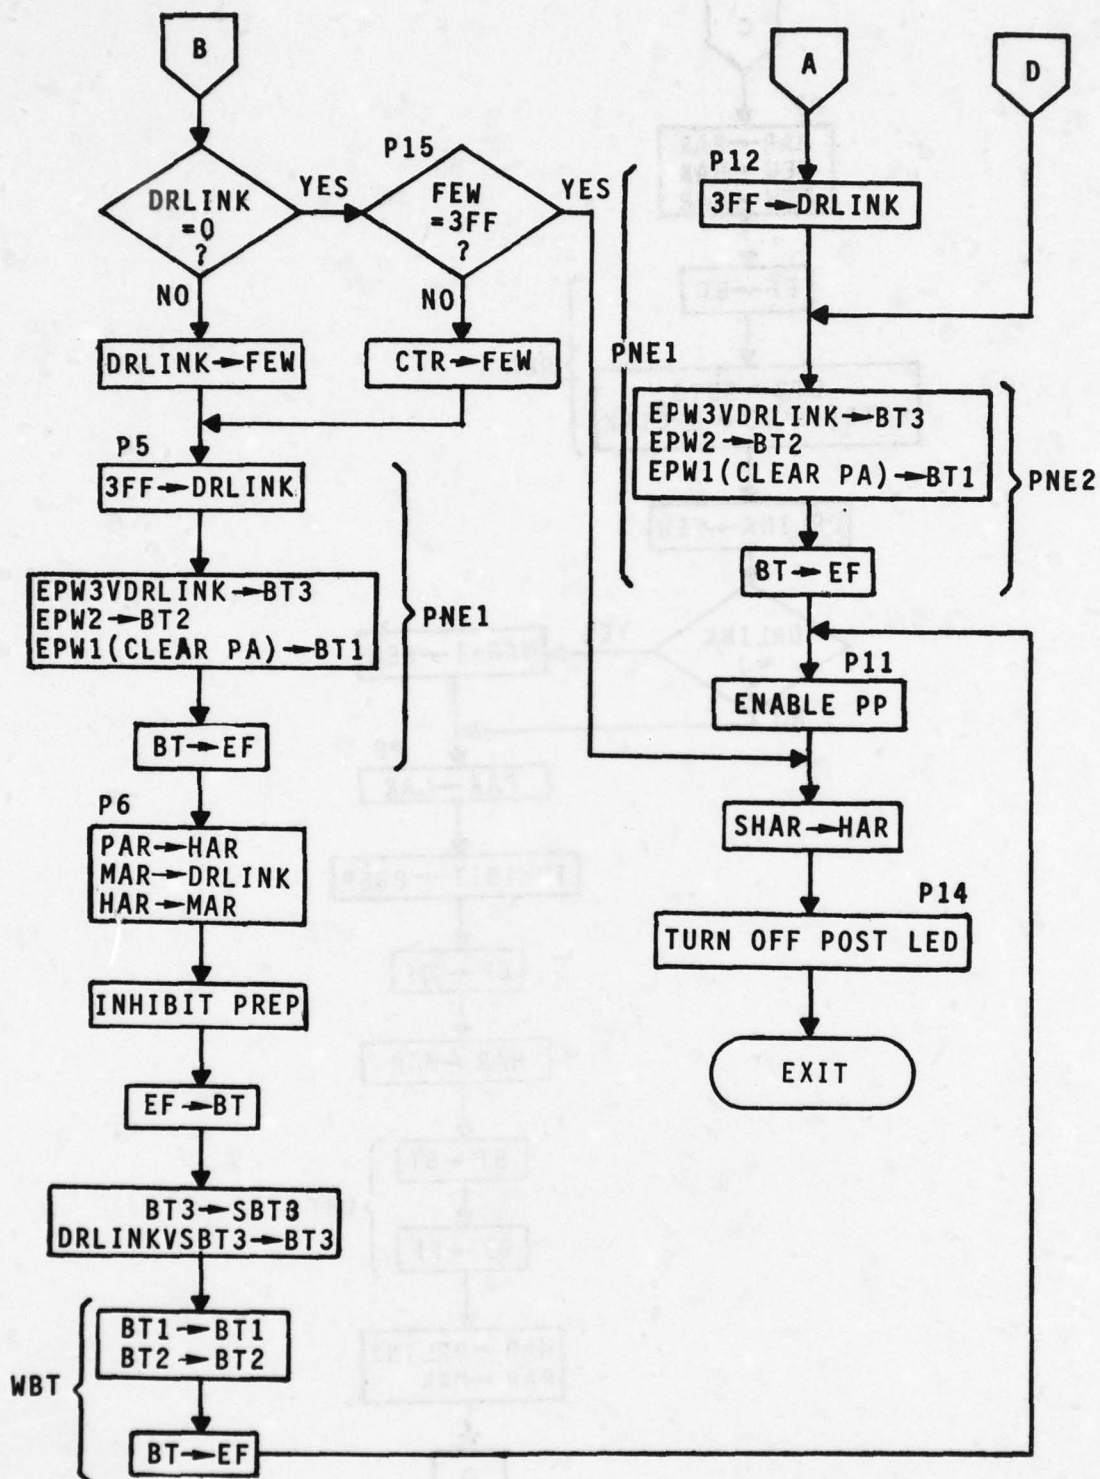 B
DRLINK
=0
?
YES
NO
P15
FEW
=3FF
?
YES
NO
DRLINK→FEW
CTR→FEW
P5
3FF→DRLINK
EPW3VDRLINK→BT3
EPW2→BT2
EPW1(CLEAR PA)→BT1
PNE1
BT→EF
P6
PAR→HAR
MAR→DRLINK
HAR→MAR
INHIBIT PREP
EF→BT
BT3→SBT3
DRLINKVSBT3→BT3
WBT
BT1→BT1
BT2→BT2
BT→EF
A
D
P12
3FF→DRLINK
PNE1
EPW3VDRLINK→BT3
EPW2→BT2
EPW1(CLEAR PA)→BT1
PNE2
BT→EF
P11
ENABLE PP
SHAR→HAR
P14
TURN OFF POST LED
EXIT